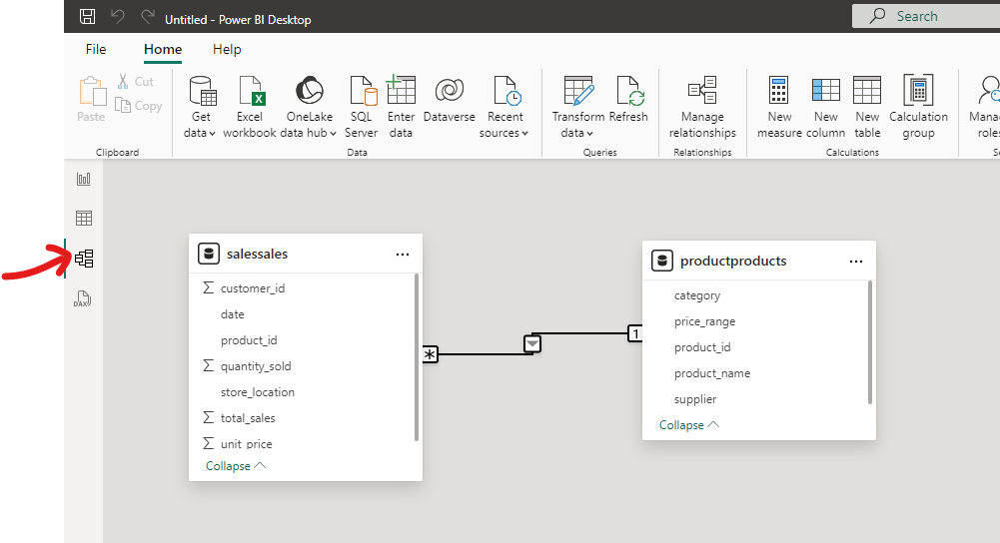 Untitled - Power BI Desktop
Search
File Home Help
Paste
Cut
Copy
Clipboard
Get data
Excel workbook
OneLake data hub
SQL Server
Enter data
Dataverse
Recent sources
Data
Transform data
Refresh
Queries
Manage relationships
Relationships
New measure
New column
New table
Calculation group
Calculations
DAX
salessales
Σ customer_id
date
product_id
Σ quantity_sold
store_location
Σ total_sales
Σ unit_price
Collapse
*
1
productproducts
category
price_range
product_id
product_name
supplier
Collapse